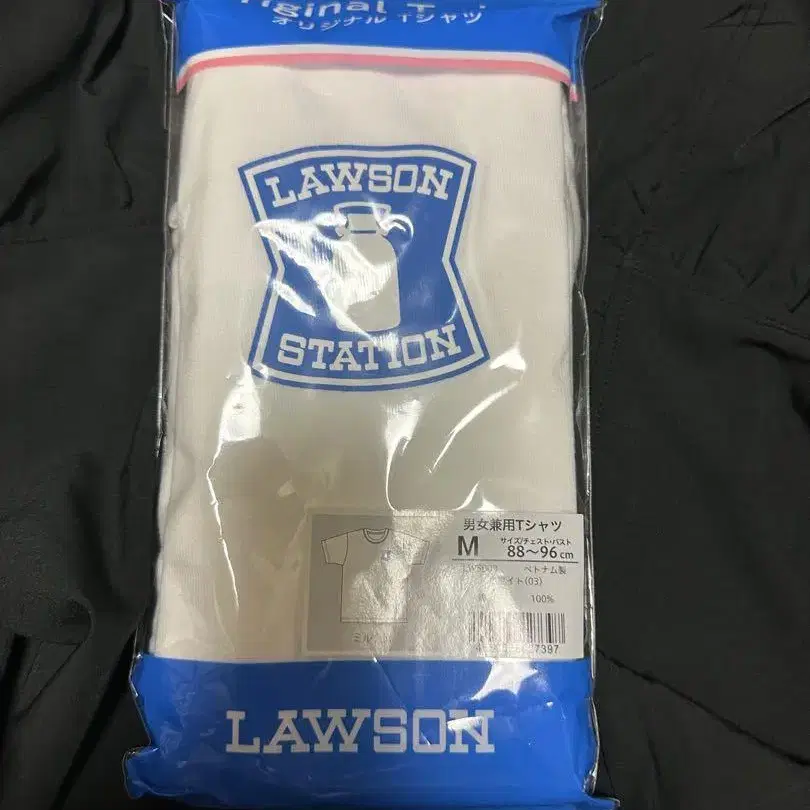 オリジナル Tシャツ
LAWSON
STATION
男女兼用Tシャツ
M サイズ/チェスト・バスト
88〜96cm
ベトナム製
(03)
100%
7397
LAWSON